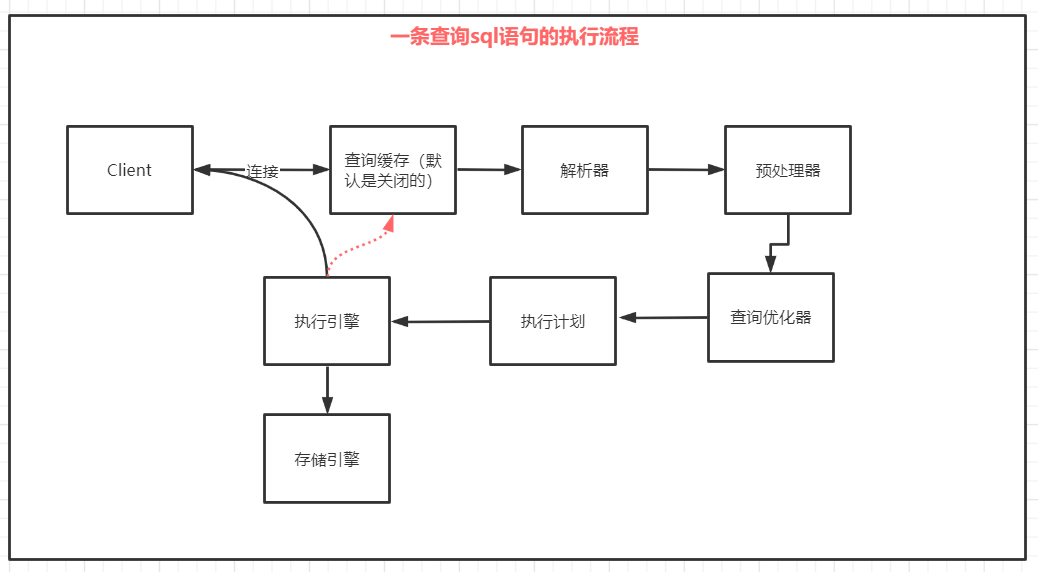 一条查询sql语句的执行流程
Client
连接
查询缓存（默
认是关闭的）
解析器
预处理器
执行引擎
执行计划
查询优化器
存储引擎